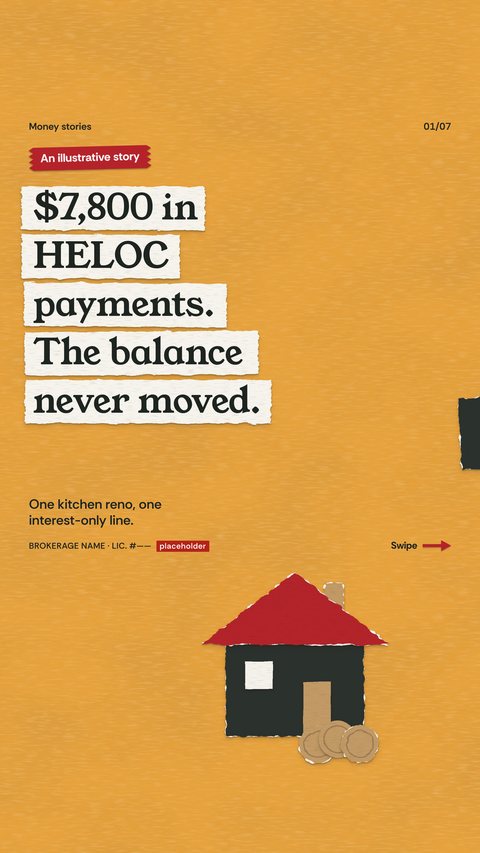 Money stories
01/07
An illustrative story
$7,800 in
HELOC
payments.
The balance
never moved.
One kitchen reno, one
interest-only line.
BROKERAGE NAME · LIC. #—— placeholder
Swipe